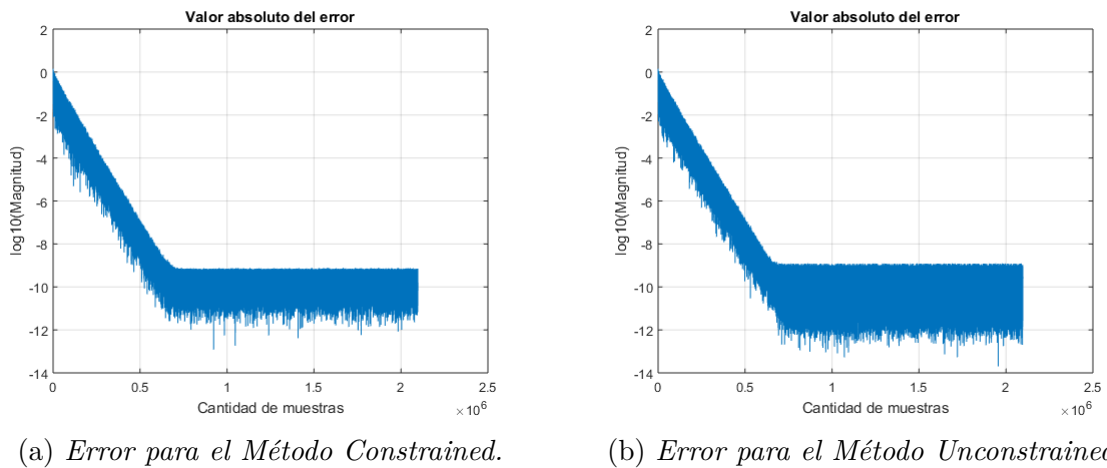 Valor absoluto del error
2
0
-2
-4
-6
-8
-10
-12
-14
log10(Magnitud)
0 0.5 1 1.5 2 2.5
Cantidad de muestras
×10^6
(a) Error para el Método Constrained.
Valor absoluto del error
2
0
-2
-4
-6
-8
-10
-12
-14
log10(Magnitud)
0 0.5 1 1.5 2 2.5
Cantidad de muestras
×10^6
(b) Error para el Método Unconstrained